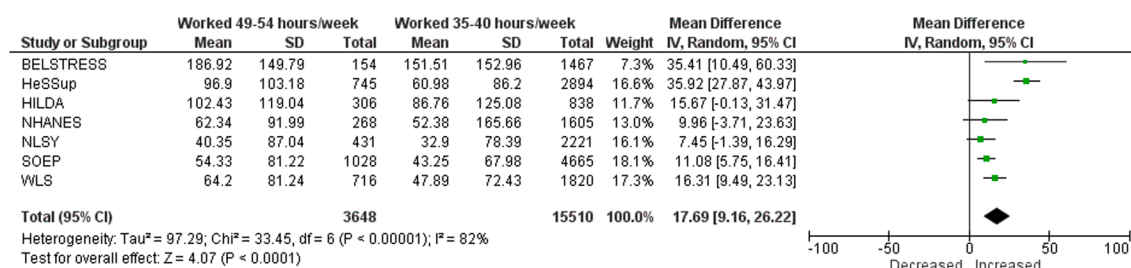 Worked 49-54 hours/week Worked 35-40 hours/week Mean Difference Mean Difference
Study or Subgroup Mean SD Total Mean SD Total Weight IV, Random, 95% CI IV, Random, 95% CI
BELSTRESS 186.92 149.79 154 151.51 152.96 1467 7.3% 35.41 [10.49, 60.33]
HeSSup 96.9 103.18 745 60.98 86.2 2894 16.6% 35.92 [27.87, 43.97]
HILDA 102.43 119.04 306 86.76 125.08 838 11.7% 15.67 [-0.13, 31.47]
NHANES 62.34 91.99 268 52.38 165.66 1605 13.0% 9.96 [-3.71, 23.63]
NLSY 40.35 87.04 431 32.9 78.39 2221 16.1% 7.45 [-1.39, 16.29]
SOEP 54.33 81.22 1028 43.25 67.98 4665 18.1% 11.08 [5.75, 16.41]
WLS 64.2 81.24 716 47.89 72.43 1820 17.3% 16.31 [9.49, 23.13]
Total (95% CI) 3648 15510 100.0% 17.69 [9.16, 26.22]
Heterogeneity: Tau² = 97.29; Chi² = 33.45, df = 6 (P < 0.00001); I² = 82%
Test for overall effect: Z = 4.07 (P < 0.0001)
-100 -50 0 50 100
Decreased Increased